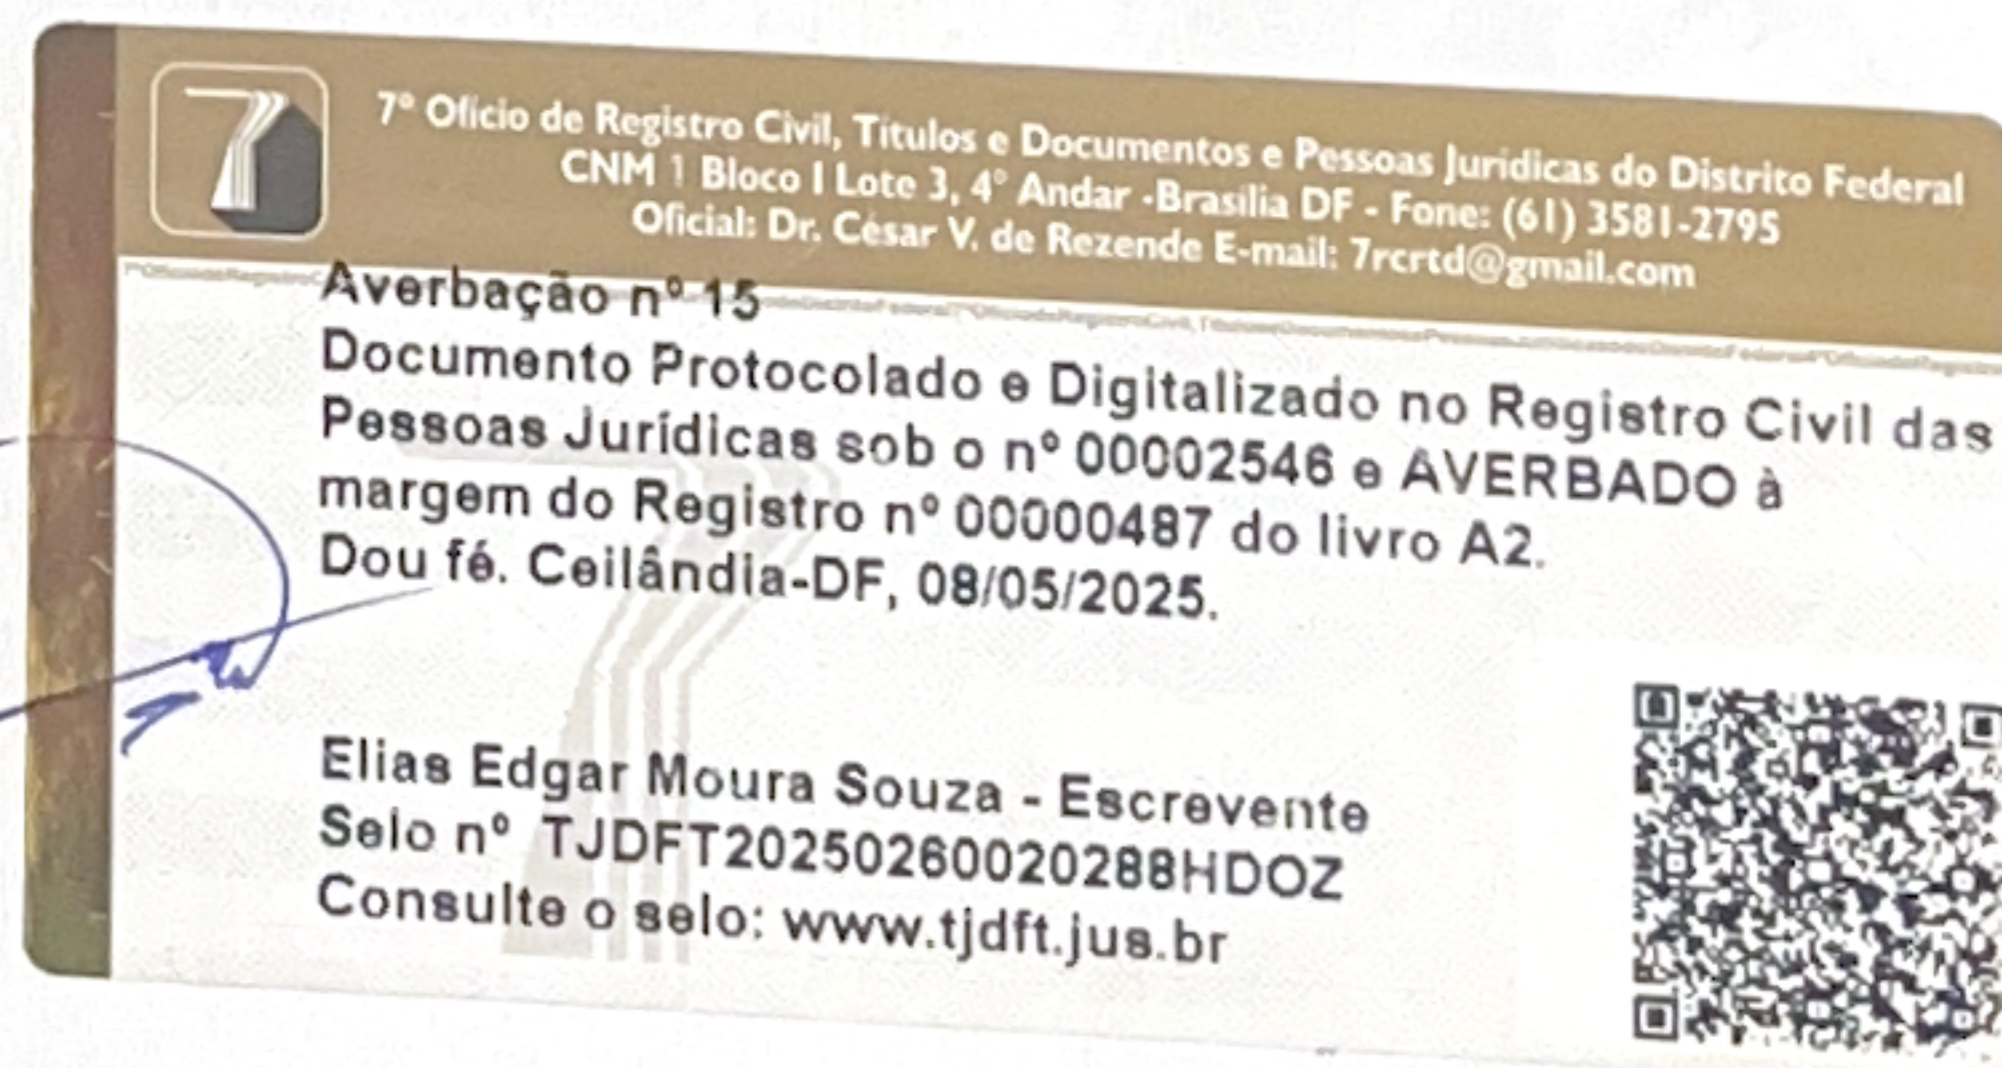 7º Ofício de Registro Civil, Títulos e Documentos e Pessoas Jurídicas do Distrito Federal
CNM 1 Bloco I Lote 3, 4º Andar -Brasília DF - Fone: (61) 3581-2795
Oficial: Dr. César V. de Rezende E-mail: 7rcrtd@gmail.com
Averbação nº 15
Documento Protocolado e Digitalizado no Registro Civil das
Pessoas Jurídicas sob o nº 00002546 e AVERBADO à
margem do Registro nº 00000487 do livro A2.
Dou fé. Ceilândia-DF, 08/05/2025.
Elias Edgar Moura Souza - Escrevente
Selo nº TJDFT20250260020288HDOZ
Consulte o selo: www.tjdft.jus.br